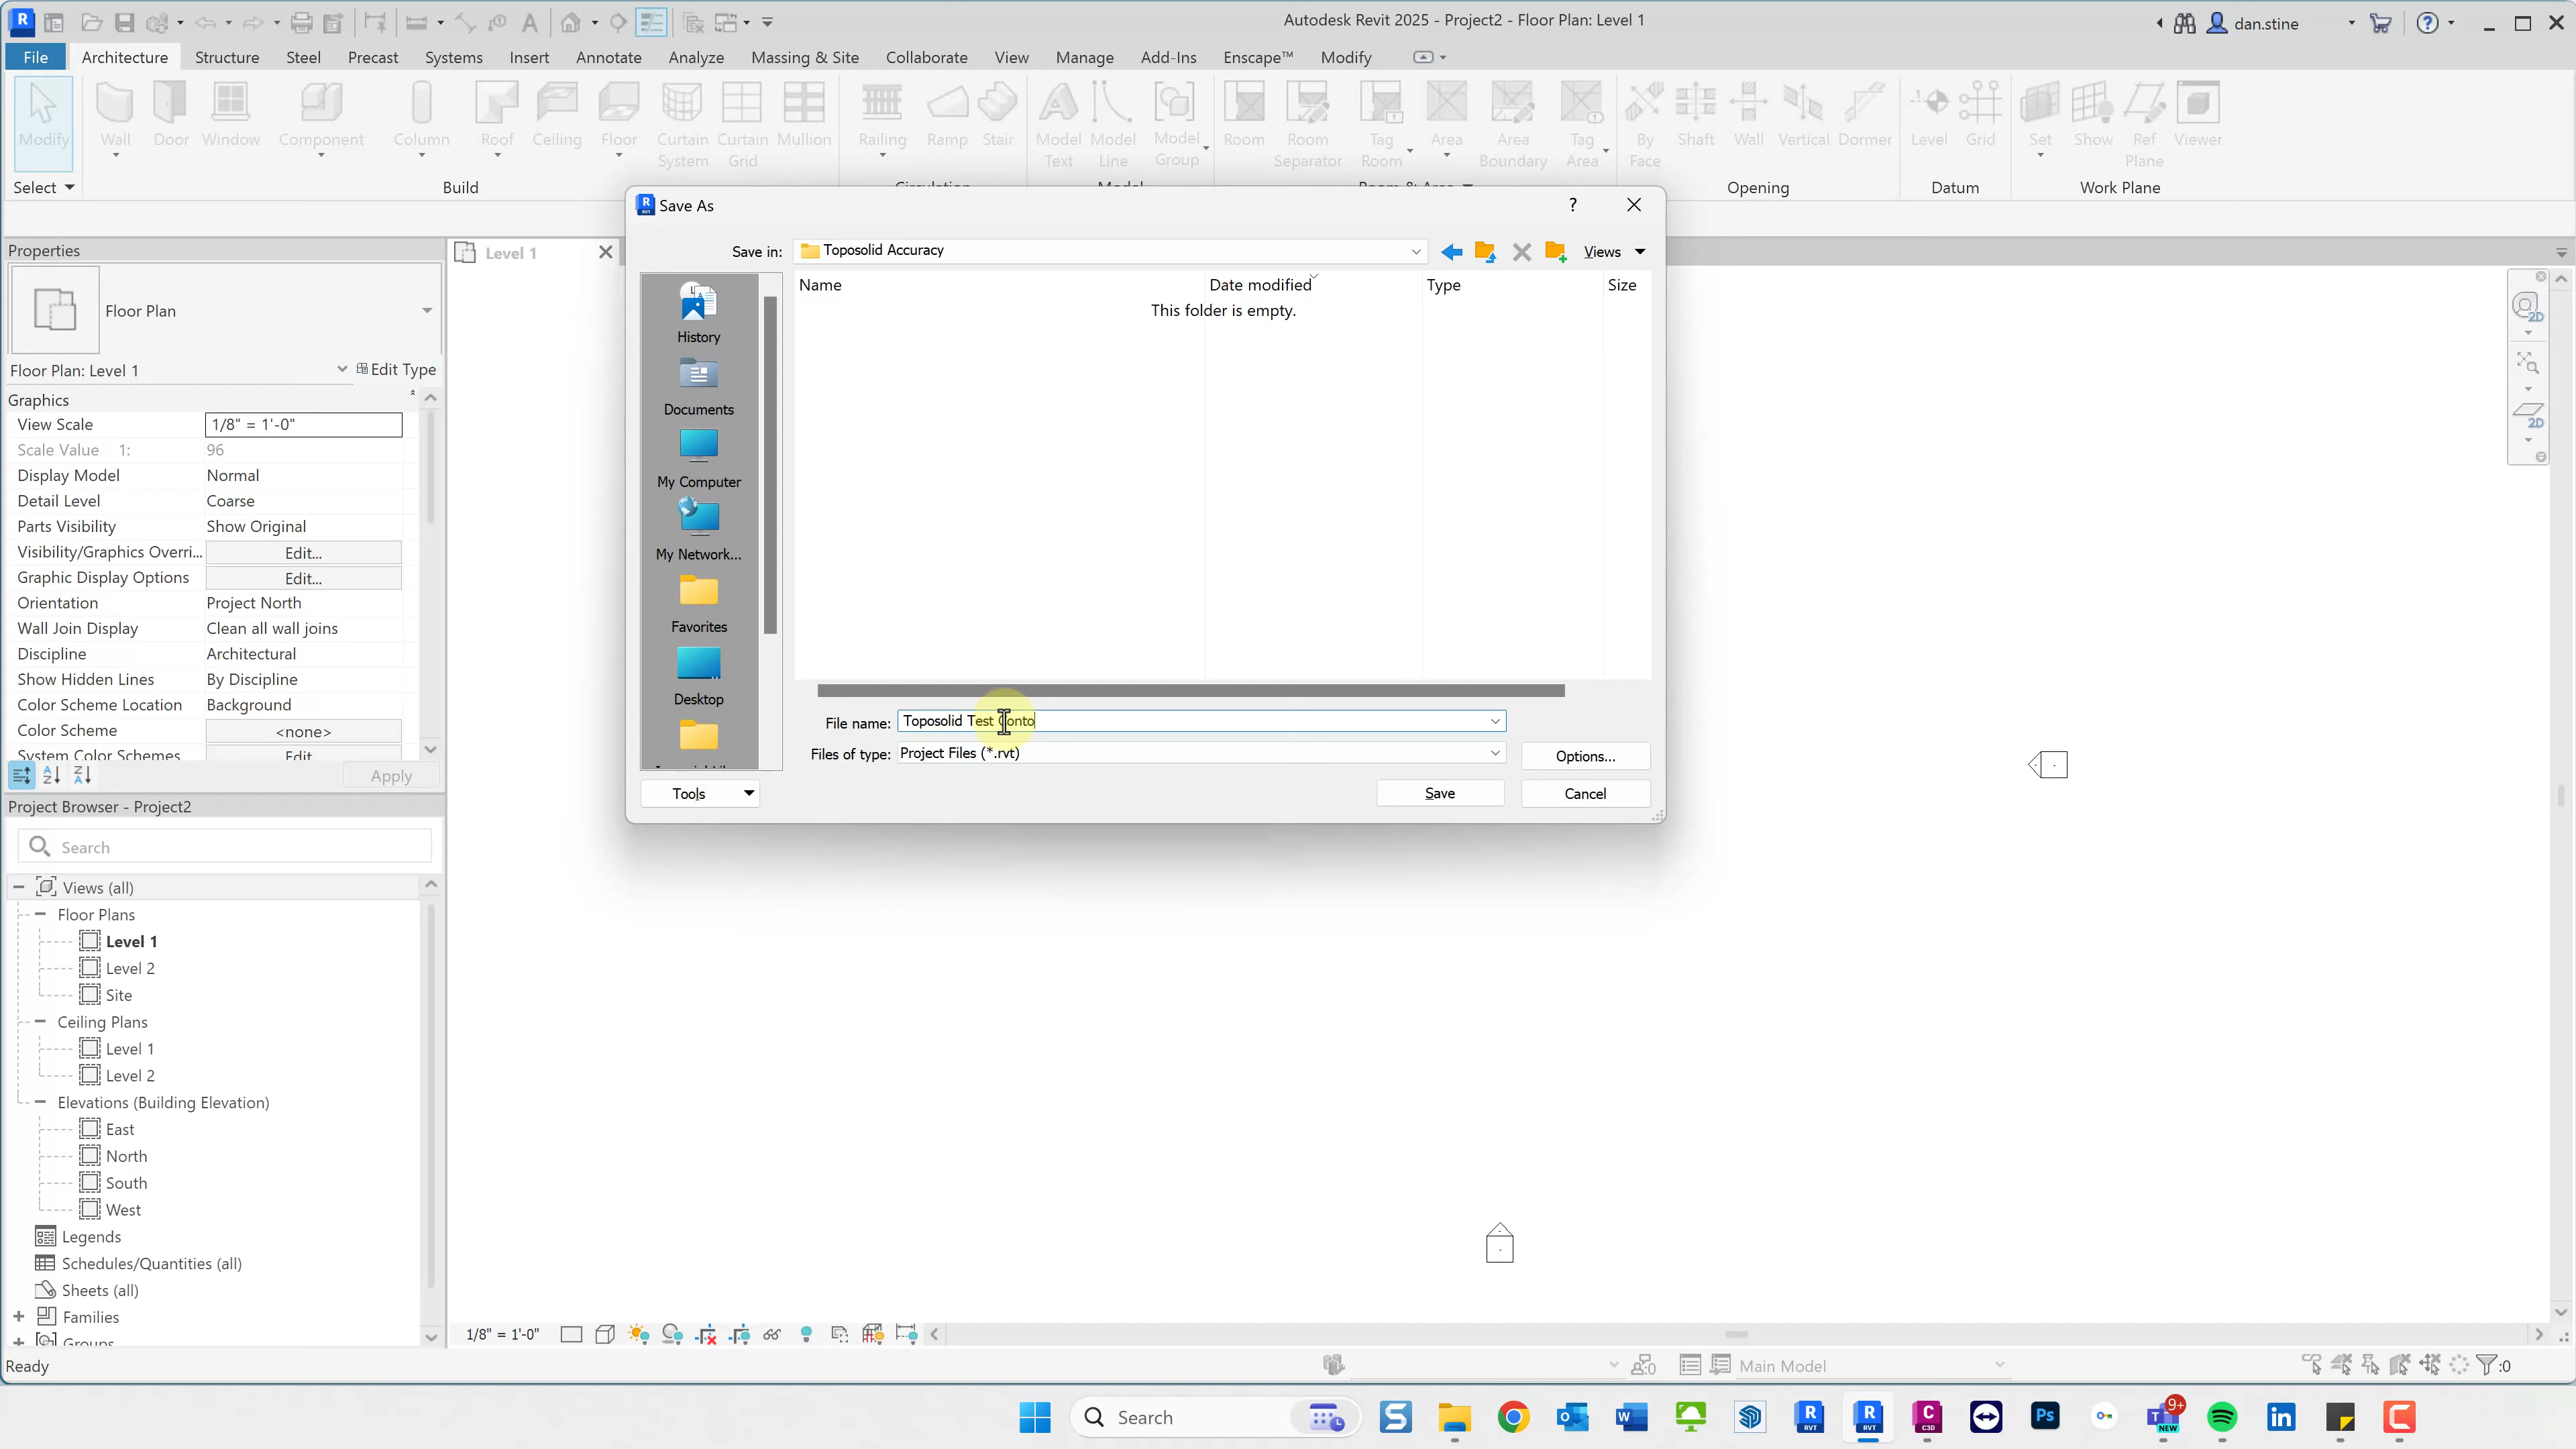 Autodesk Revit 2025 - Project2 - Floor Plan: Level 1
dan.stine
File Architecture Structure Steel Precast Systems Insert Annotate Analyze Massing & Site Collaborate View Manage Add-Ins Enscape™ Modify
Modify Wall Door Window Component Column Roof Ceiling Floor Curtain System Curtain Grid Mullion Railing Ramp Stair Model Text Model Line Model Group Room Room Separator Tag Room Area Area Boundary Tag Area By Face Shaft Wall Vertical Dormer Level Grid Set Show Ref Plane Viewer
Select Build Opening Datum Work Plane
Properties
Floor Plan
Floor Plan: Level 1 Edit Type
Graphics
View Scale 1/8" = 1'-0"
Scale Value 1: 96
Display Model Normal
Detail Level Coarse
Parts Visibility Show Original
Visibility/Graphics Overri... Edit...
Graphic Display Options Edit...
Orientation Project North
Wall Join Display Clean all wall joins
Discipline Architectural
Show Hidden Lines By Discipline
Color Scheme Location Background
Color Scheme <none>
System Color Schemes Edit
Apply
Project Browser - Project2
Search
Views (all)
Floor Plans
Level 1
Level 2
Site
Ceiling Plans
Level 1
Level 2
Elevations (Building Elevation)
East
North
South
West
Legends
Schedules/Quantities (all)
Sheets (all)
Families
Groups
Ready
Level 1
Save As
Save in: Toposolid Accuracy Views
Name Date modified Type Size
This folder is empty.
History
Documents
My Computer
My Network...
Favorites
Desktop
File name: Toposolid Test Conto
Files of type: Project Files (*.rvt) Options...
Tools Save Cancel
2D
2D
1/8" = 1'-0"
Main Model
:0
Search
9+
NEW